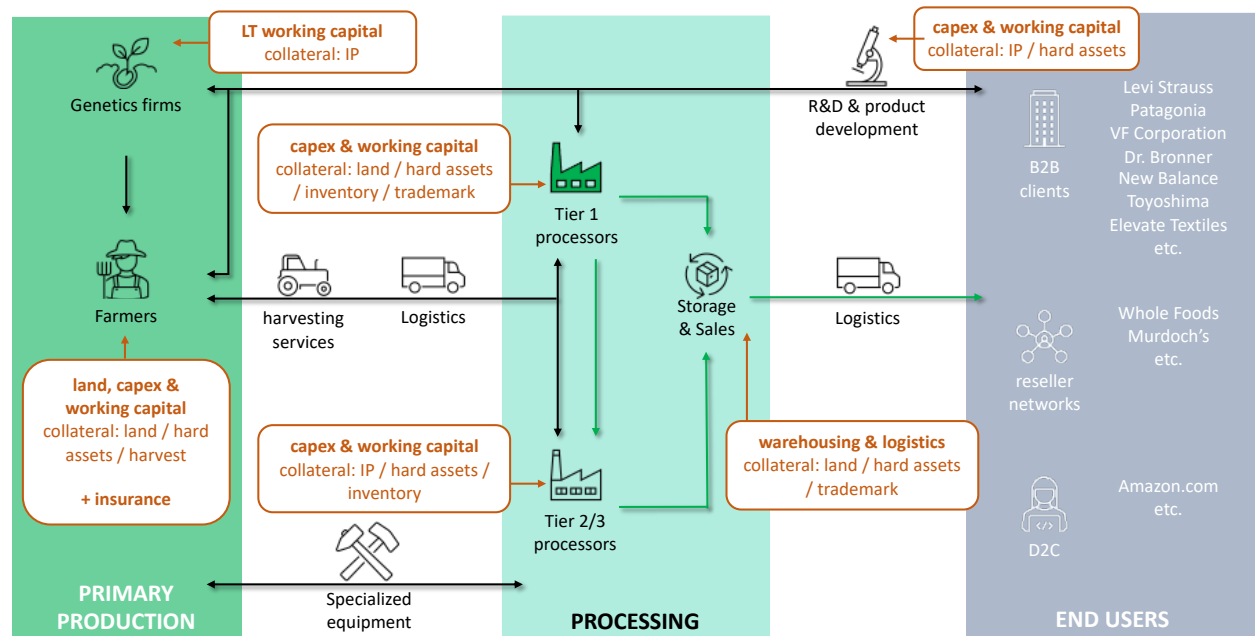 LT working capital
collateral: IP
capex & working capital
collateral: IP / hard assets
Genetics firms
R&D & product
development
Levi Strauss
Patagonia
VF Corporation
Dr. Bronner
New Balance
Toyoshima
Elevate Textiles
etc.
B2B
clients
capex & working capital
collateral: land / hard assets
/ inventory / trademark
Tier 1
processors
Farmers
harvesting
services
Logistics
Storage
& Sales
Logistics
Whole Foods
Murdoch's
etc.
reseller
networks
land, capex &
working capital
collateral: land / hard
assets / harvest
+ insurance
capex & working capital
collateral: IP / hard assets /
inventory
warehousing & logistics
collateral: land / hard assets
/ trademark
Tier 2/3
processors
Amazon.com
etc.
</>
D2C
Specialized
equipment
PRIMARY
PRODUCTION
PROCESSING
END USERS